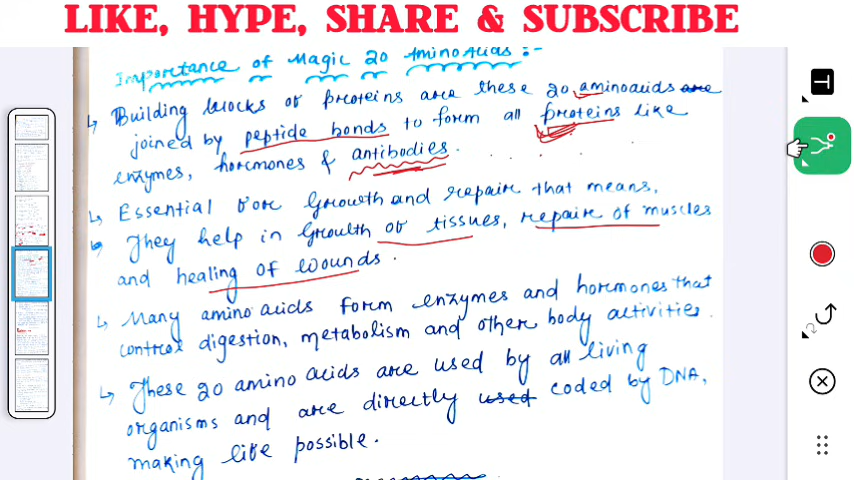 LIKE, HYPE, SHARE & SUBSCRIBE
Importance of Magic 20 Amino Acids :-
↳ Building blocks of proteins are these 20 aminoacids are
joined by peptide bonds to form all proteins like
enzymes, hormones & antibodies.
↳ Essential for Growth and repair that means,
They help in Growth of tissues, repaire of muscles
and healing of wounds.
↳ Many amino acids form enzymes and hormones that
control digestion, metabolism and other body activities.
↳ These 20 amino acids are used by all living
organisms and are directly used coded by DNA,
making life possible.
T
2